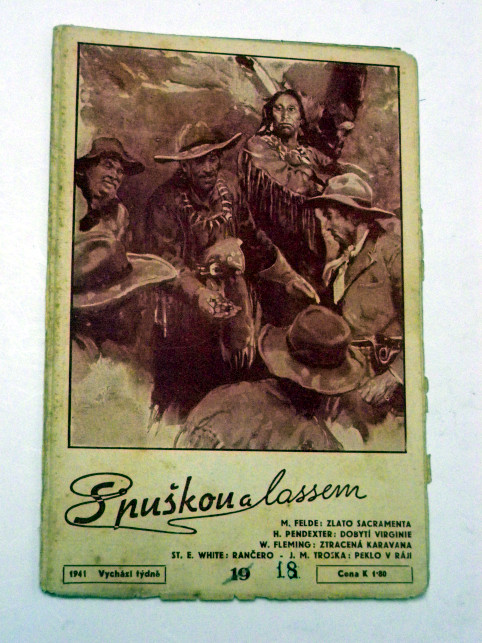 S puškou a lassem
M. FELDE: ZLATO SACRAMENTA
H. PENDEXTER: DOBYTÍ VIRGINIE
W. FLEMING: ZTRACENÁ KARAVANA
ST. E. WHITE: RANČERO - J. M. TROSKA: PEKLO V RÁJI
1941 Vychází týdně 19 18 Cena K 1·80